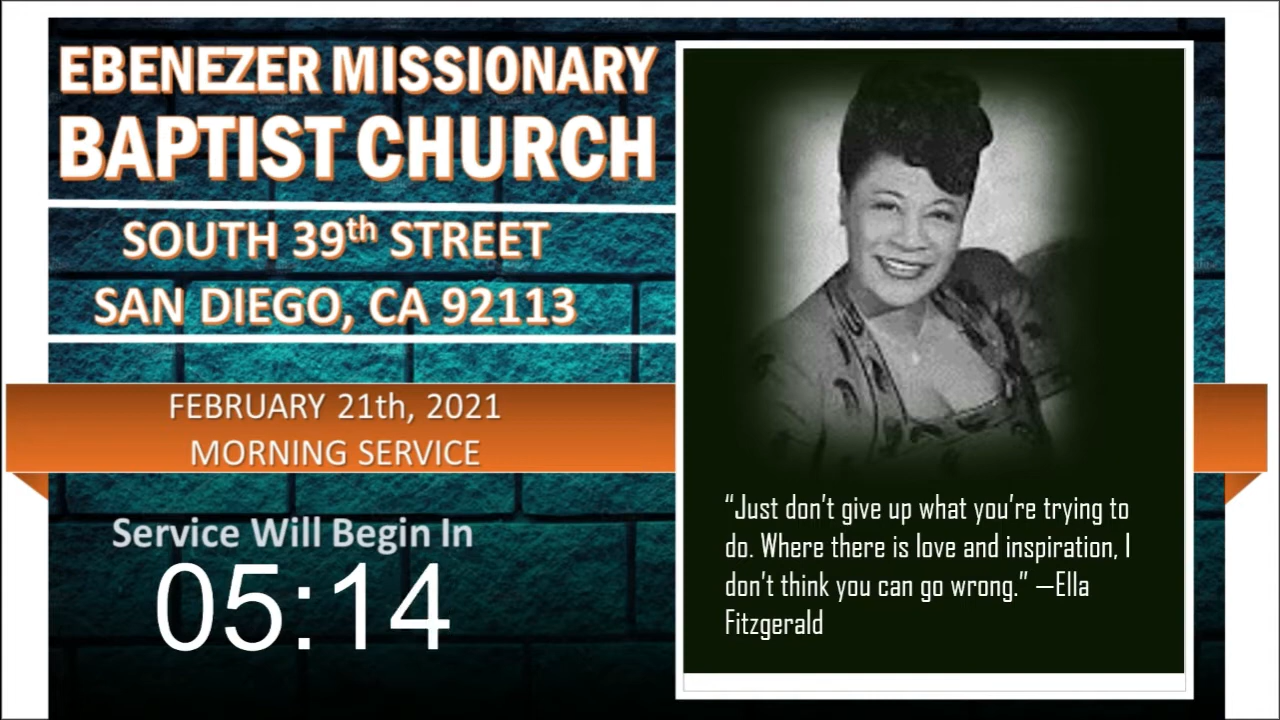 EBENEZER MISSIONARY
BAPTIST CHURCH
SOUTH 39th STREET
SAN DIEGO, CA 92113
FEBRUARY 21th, 2021
MORNING SERVICE
Service Will Begin In
05:14
“Just don’t give up what you’re trying to
do. Where there is love and inspiration, I
don’t think you can go wrong.” —Ella
Fitzgerald